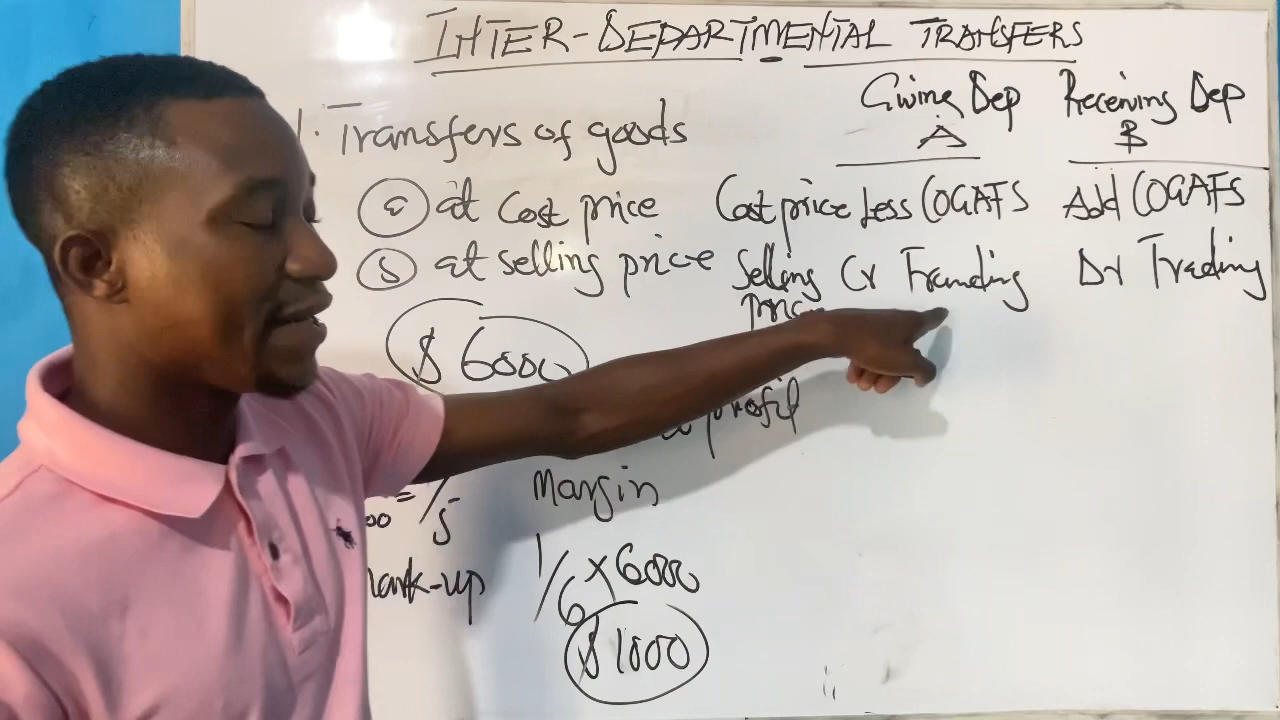 INTER-DEPARTMENTAL TRANSFERS
Giving Dep Receiving Dep
A B
1. Transfers of goods
(a) at Cost price Cost price Less COGAFS Add COGAFS
(b) at selling price Selling price Cr Tranding Dr Trading
$6000
profit
Margin
00 = 1/5
mark-up 1/6 x 6000
$1000